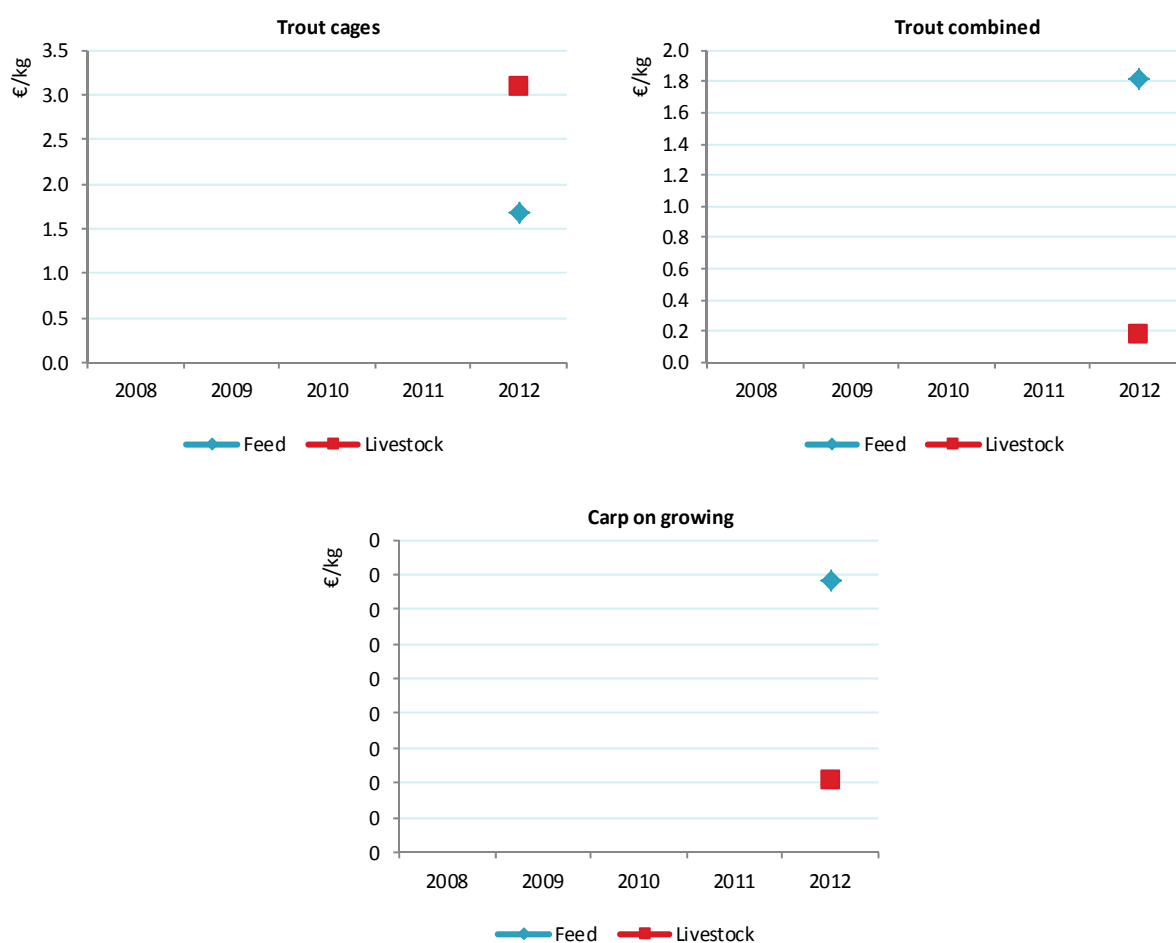 Trout cages
€/kg
3.5
3.0
2.5
2.0
1.5
1.0
0.5
0.0
2008 2009 2010 2011 2012
Feed Livestock
Trout combined
€/kg
2.0
1.8
1.6
1.4
1.2
1.0
0.8
0.6
0.4
0.2
0.0
2008 2009 2010 2011 2012
Feed Livestock
Carp on growing
€/kg
0
0
0
0
0
0
0
0
0
0
2008 2009 2010 2011 2012
Feed Livestock